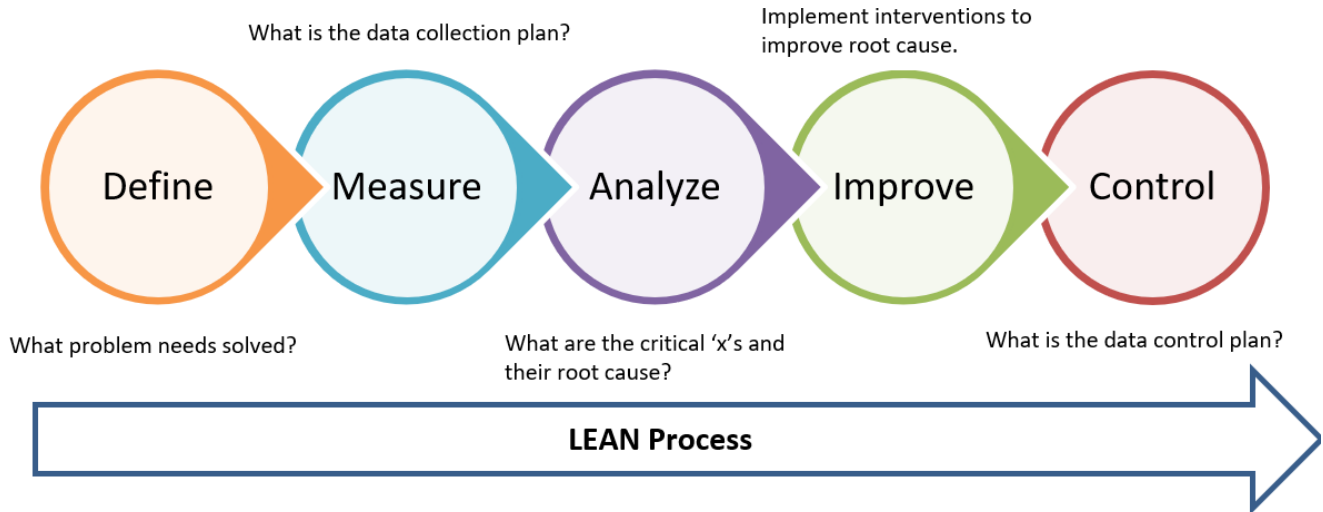 What is the data collection plan?
Implement interventions to
improve root cause.
Define
Measure
Analyze
Improve
Control
What problem needs solved?
What are the critical ‘x’s and
their root cause?
What is the data control plan?
LEAN Process